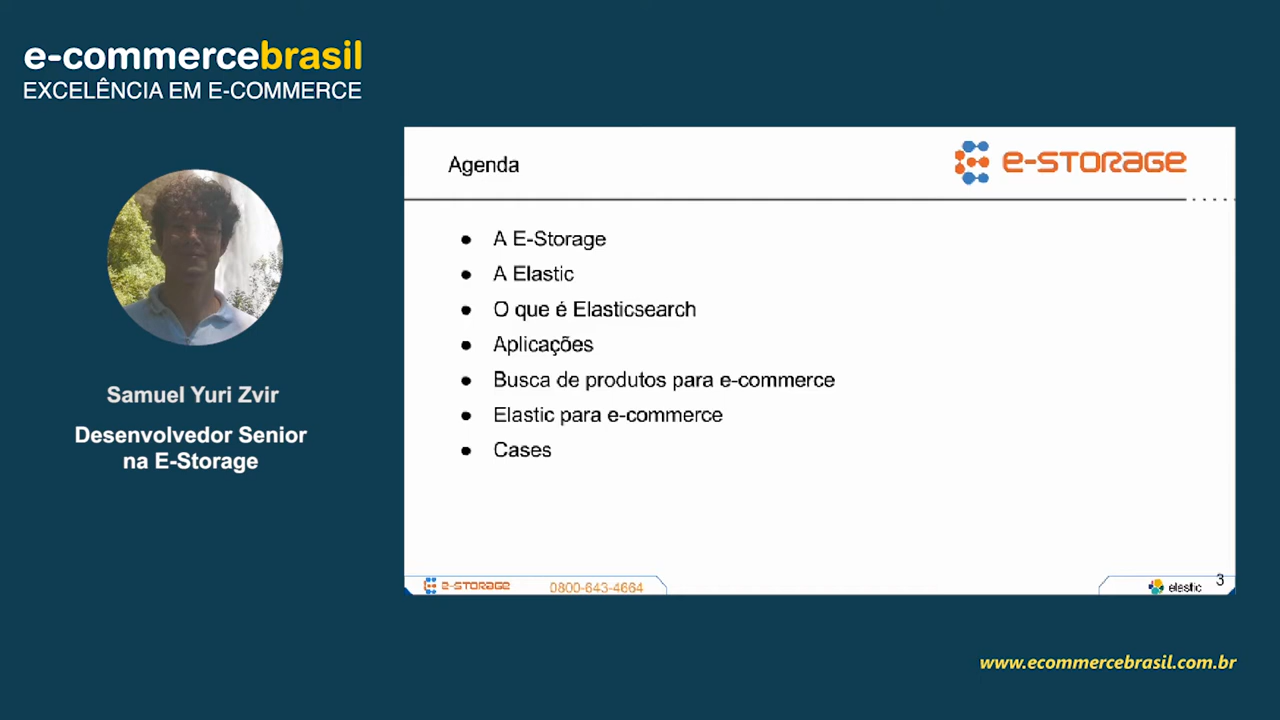 e-commercebrasil
EXCELÊNCIA EM E-COMMERCE
Samuel Yuri Zvir
Desenvolvedor Senior
na E-Storage
Agenda
E-STORAGE
A E-Storage
A Elastic
O que é Elasticsearch
Aplicações
Busca de produtos para e-commerce
Elastic para e-commerce
Cases
E-STORAGE 0800-643-4664
elastic 3
www.ecommercebrasil.com.br